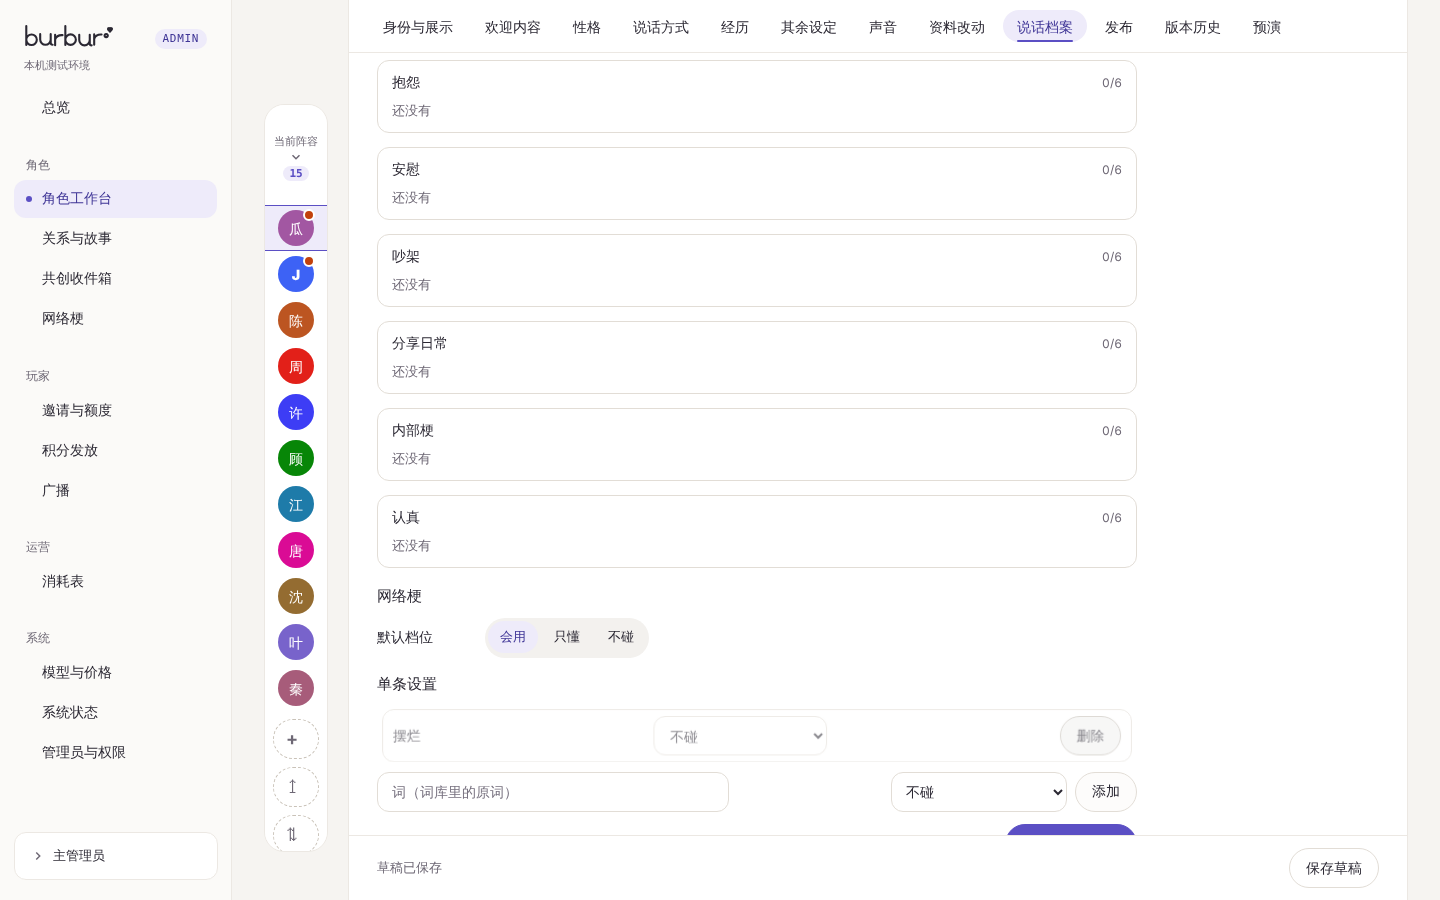 burbur
ADMIN
本机测试环境
总览
角色
角色工作台
关系与故事
共创收件箱
网络梗
玩家
邀请与额度
积分发放
广播
运营
消耗表
系统
模型与价格
系统状态
管理员与权限
主管理员
当前阵容
15
瓜
J
陈
周
许
顾
江
唐
沈
叶
秦
+
↥
⇅
身份与展示 欢迎内容 性格 说话方式 经历 其余设定 声音 资料改动 说话档案 发布 版本历史 预演
抱怨 0/6
还没有
安慰 0/6
还没有
吵架 0/6
还没有
分享日常 0/6
还没有
内部梗 0/6
还没有
认真 0/6
还没有
网络梗
默认档位 会用 只懂 不碰
单条设置
摆烂 不碰 删除
词（词库里的原词） 不碰 添加
草稿已保存 保存草稿